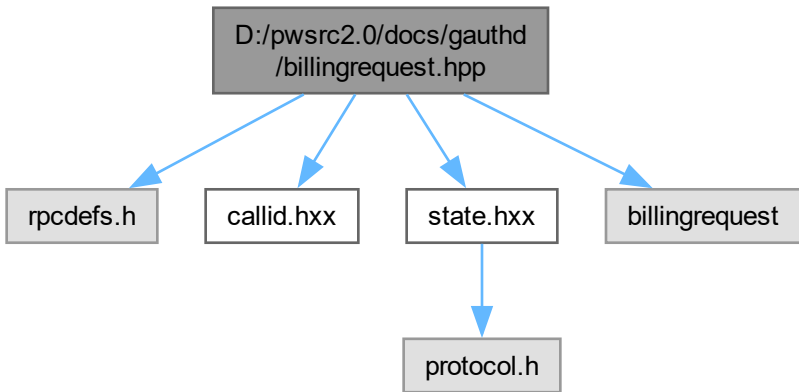 D:/pwsrc2.0/docs/gauthd
/billingrequest.hpp
rpcdefs.h
callid.hxx
state.hxx
billingrequest
protocol.h